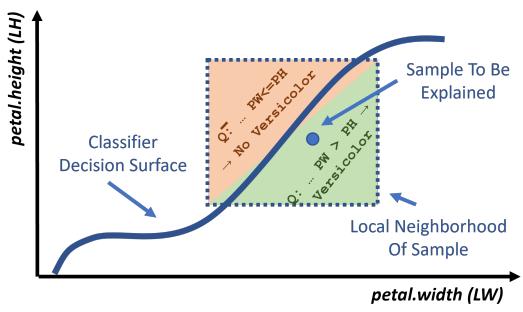 petal.height (LH)
Q̄: … PW<=PH
→ No Versicolor
Sample To Be
Explained
Classifier
Decision Surface
Q: … PW > PH →
Versicolor
Local Neighborhood
Of Sample
petal.width (LW)